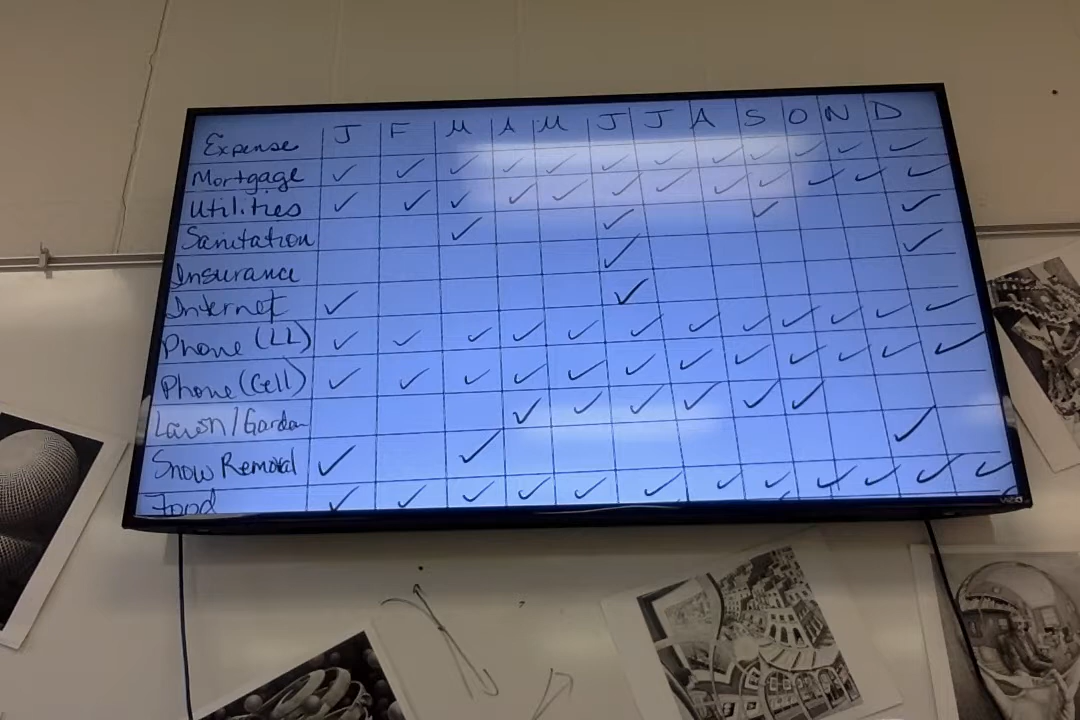 Expense J F M A M J J A S O N D
Mortgage ✓ ✓ ✓ ✓ ✓ ✓ ✓ ✓ ✓ ✓ ✓ ✓
Utilities ✓ ✓ ✓ ✓ ✓ ✓ ✓ ✓ ✓ ✓ ✓ ✓
Sanitation ✓ ✓ ✓ ✓
Insurance ✓ ✓
Internet ✓ ✓
Phone (LL) ✓ ✓ ✓ ✓ ✓ ✓ ✓ ✓ ✓ ✓ ✓ ✓
Phone (Cell) ✓ ✓ ✓ ✓ ✓ ✓ ✓ ✓ ✓ ✓ ✓ ✓
Lawn/Garden ✓ ✓ ✓ ✓ ✓ ✓
Snow Removal ✓ ✓ ✓
Food ✓ ✓ ✓ ✓ ✓ ✓ ✓ ✓ ✓ ✓ ✓ ✓